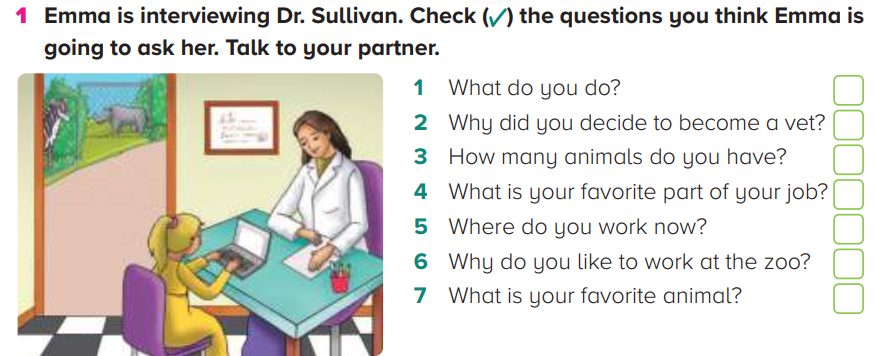 1 Emma is interviewing Dr. Sullivan. Check (✓) the questions you think Emma is
going to ask her. Talk to your partner.
1 What do you do?
2 Why did you decide to become a vet?
3 How many animals do you have?
4 What is your favorite part of your job?
5 Where do you work now?
6 Why do you like to work at the zoo?
7 What is your favorite animal?